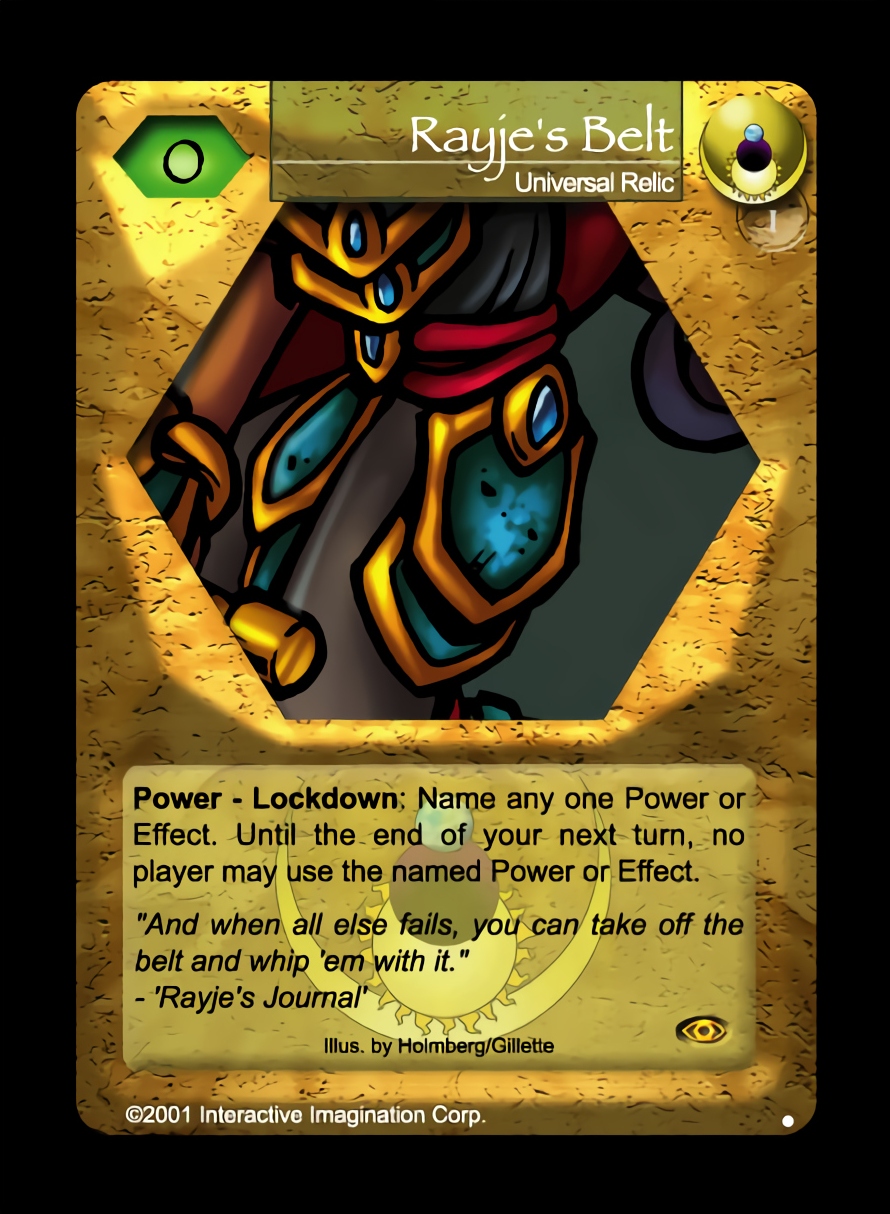 0
Rayje's Belt
Universal Relic
1
Power - Lockdown: Name any one Power or
Effect. Until the end of your next turn, no
player may use the named Power or Effect.
"And when all else fails, you can take off the
belt and whip 'em with it."
- 'Rayje's Journal'
Illus. by Holmberg/Gillette
©2001 Interactive Imagination Corp.